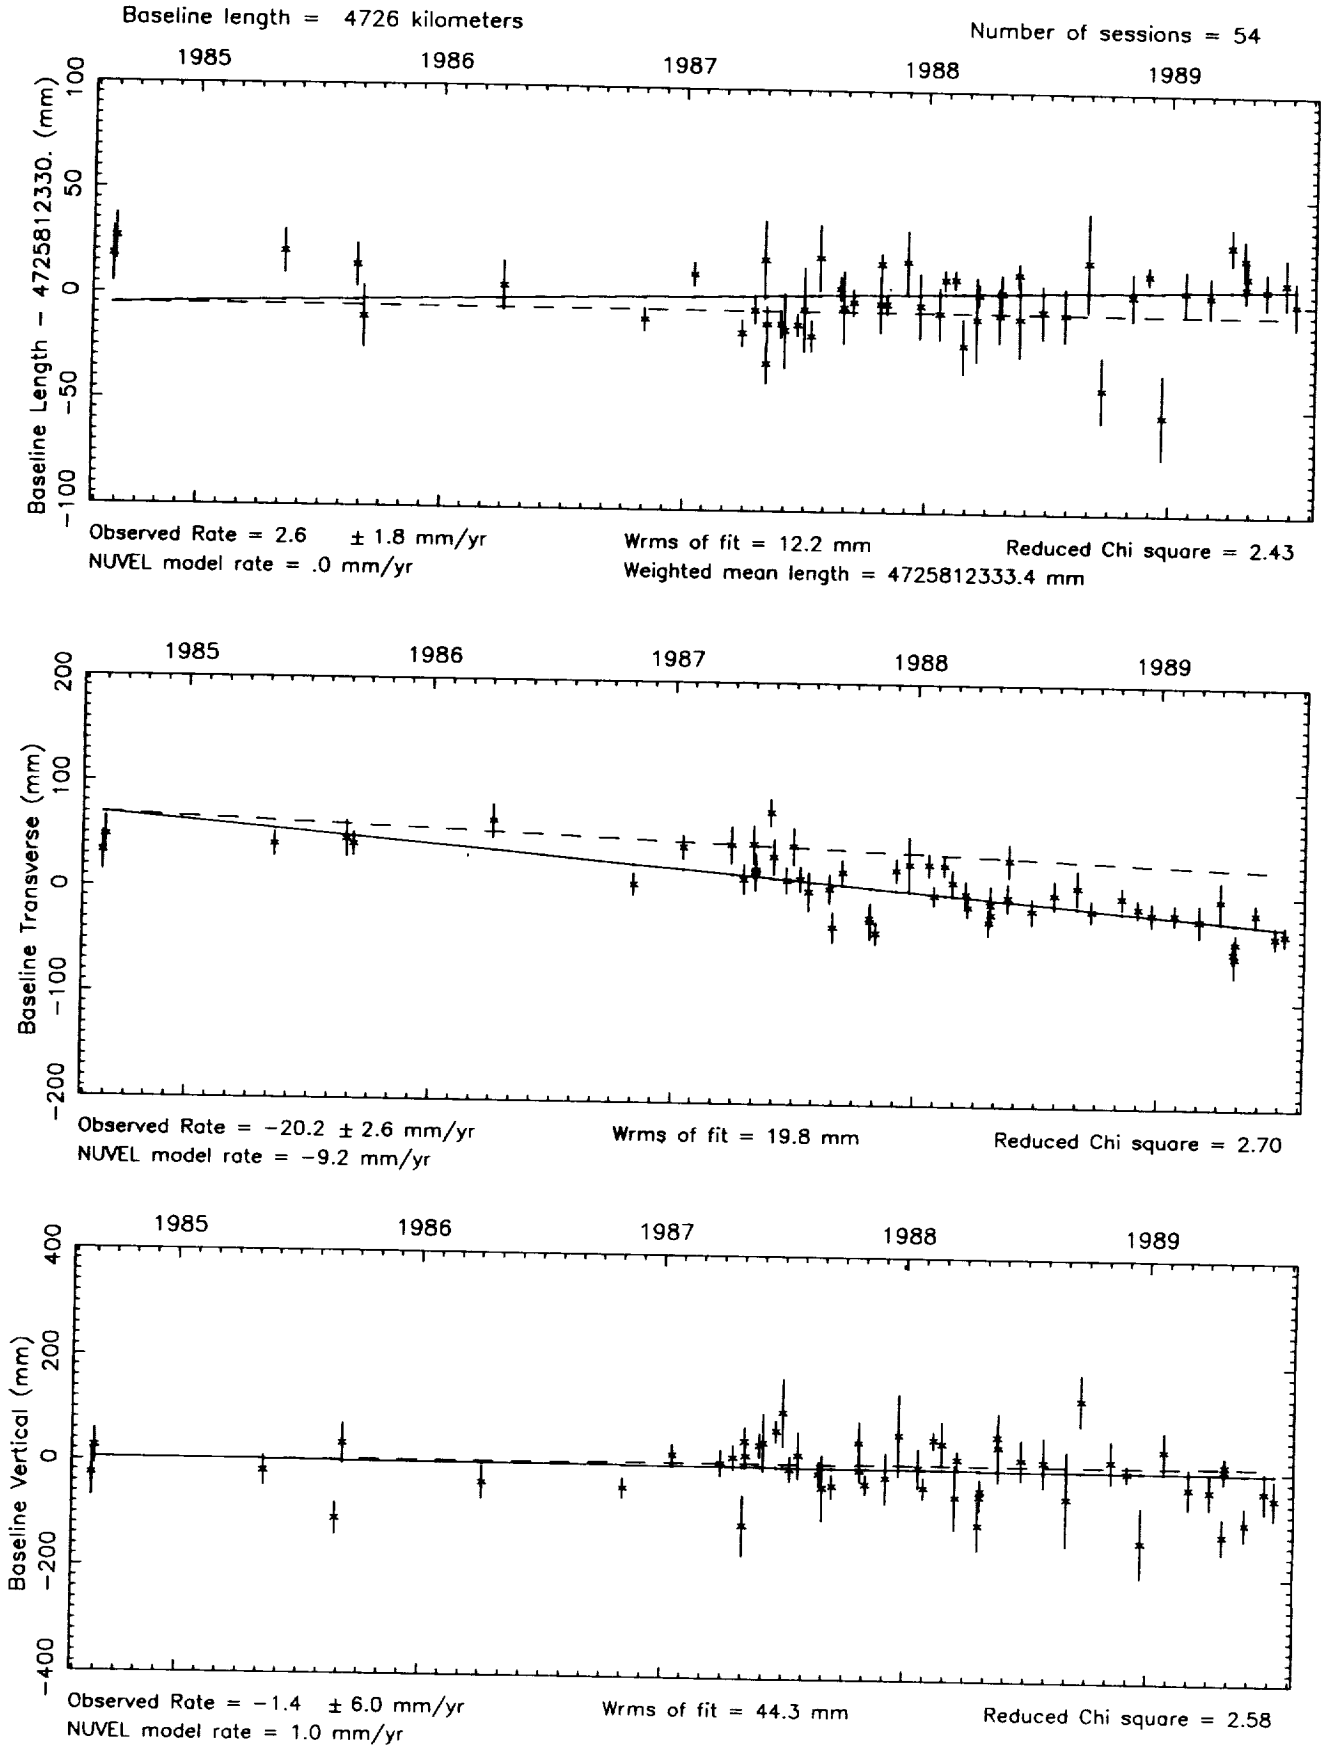 Baseline length = 4726 kilometers
Number of sessions = 54
1985 1986 1987 1988 1989
100
50
0
−50
−100
Baseline Length − 4725812330. (mm)
Observed Rate = 2.6 ± 1.8 mm/yr
Wrms of fit = 12.2 mm
Reduced Chi square = 2.43
NUVEL model rate = .0 mm/yr
Weighted mean length = 4725812333.4 mm
1985 1986 1987 1988 1989
200
100
0
−100
−200
Baseline Transverse (mm)
Observed Rate = −20.2 ± 2.6 mm/yr
Wrms of fit = 19.8 mm
Reduced Chi square = 2.70
NUVEL model rate = −9.2 mm/yr
1985 1986 1987 1988 1989
400
200
0
−200
−400
Baseline Vertical (mm)
Observed Rate = −1.4 ± 6.0 mm/yr
Wrms of fit = 44.3 mm
Reduced Chi square = 2.58
NUVEL model rate = 1.0 mm/yr